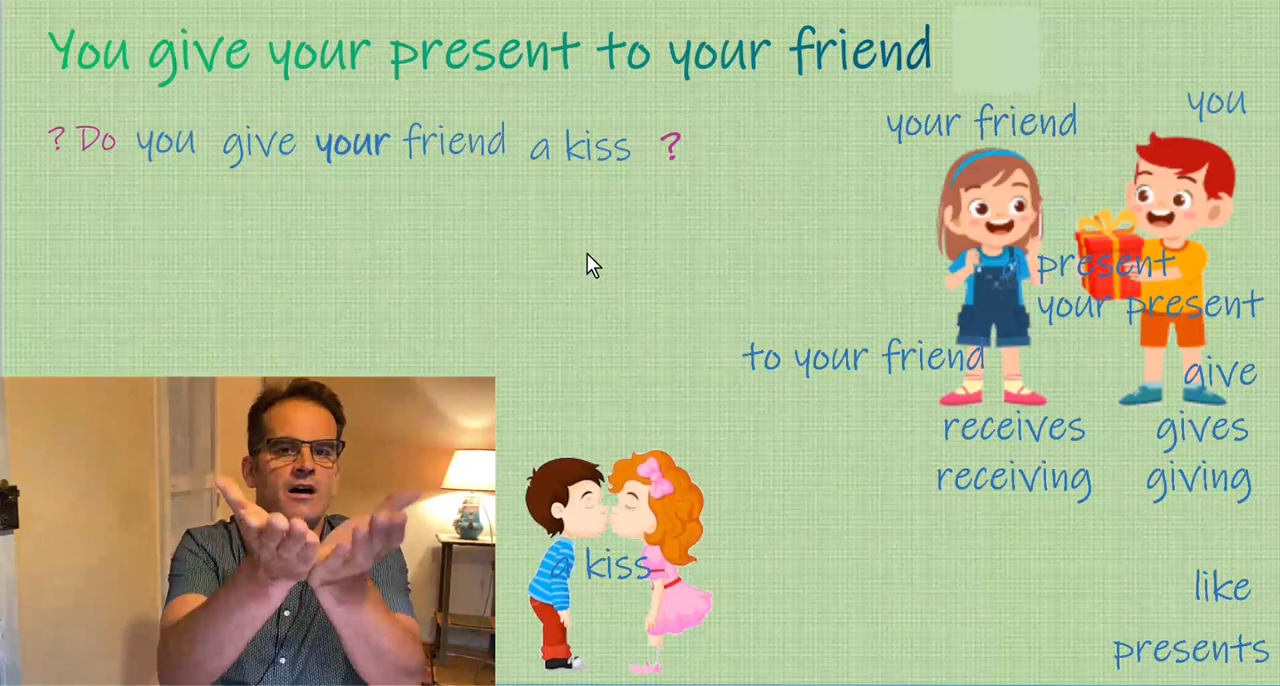 You give your present to your friend
? Do you give your friend a kiss ?
your friend
you
present
your present
to your friend
give
receives
gives
receiving
giving
a kiss
like
presents